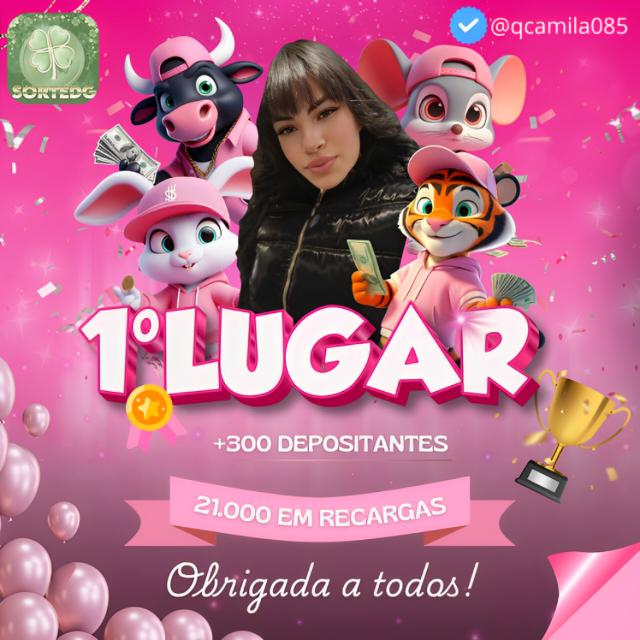 SORTEDG
@qcamila085
1º LUGAR
+300 DEPOSITANTES
21.000 EM RECARGAS
Obrigada a todos!